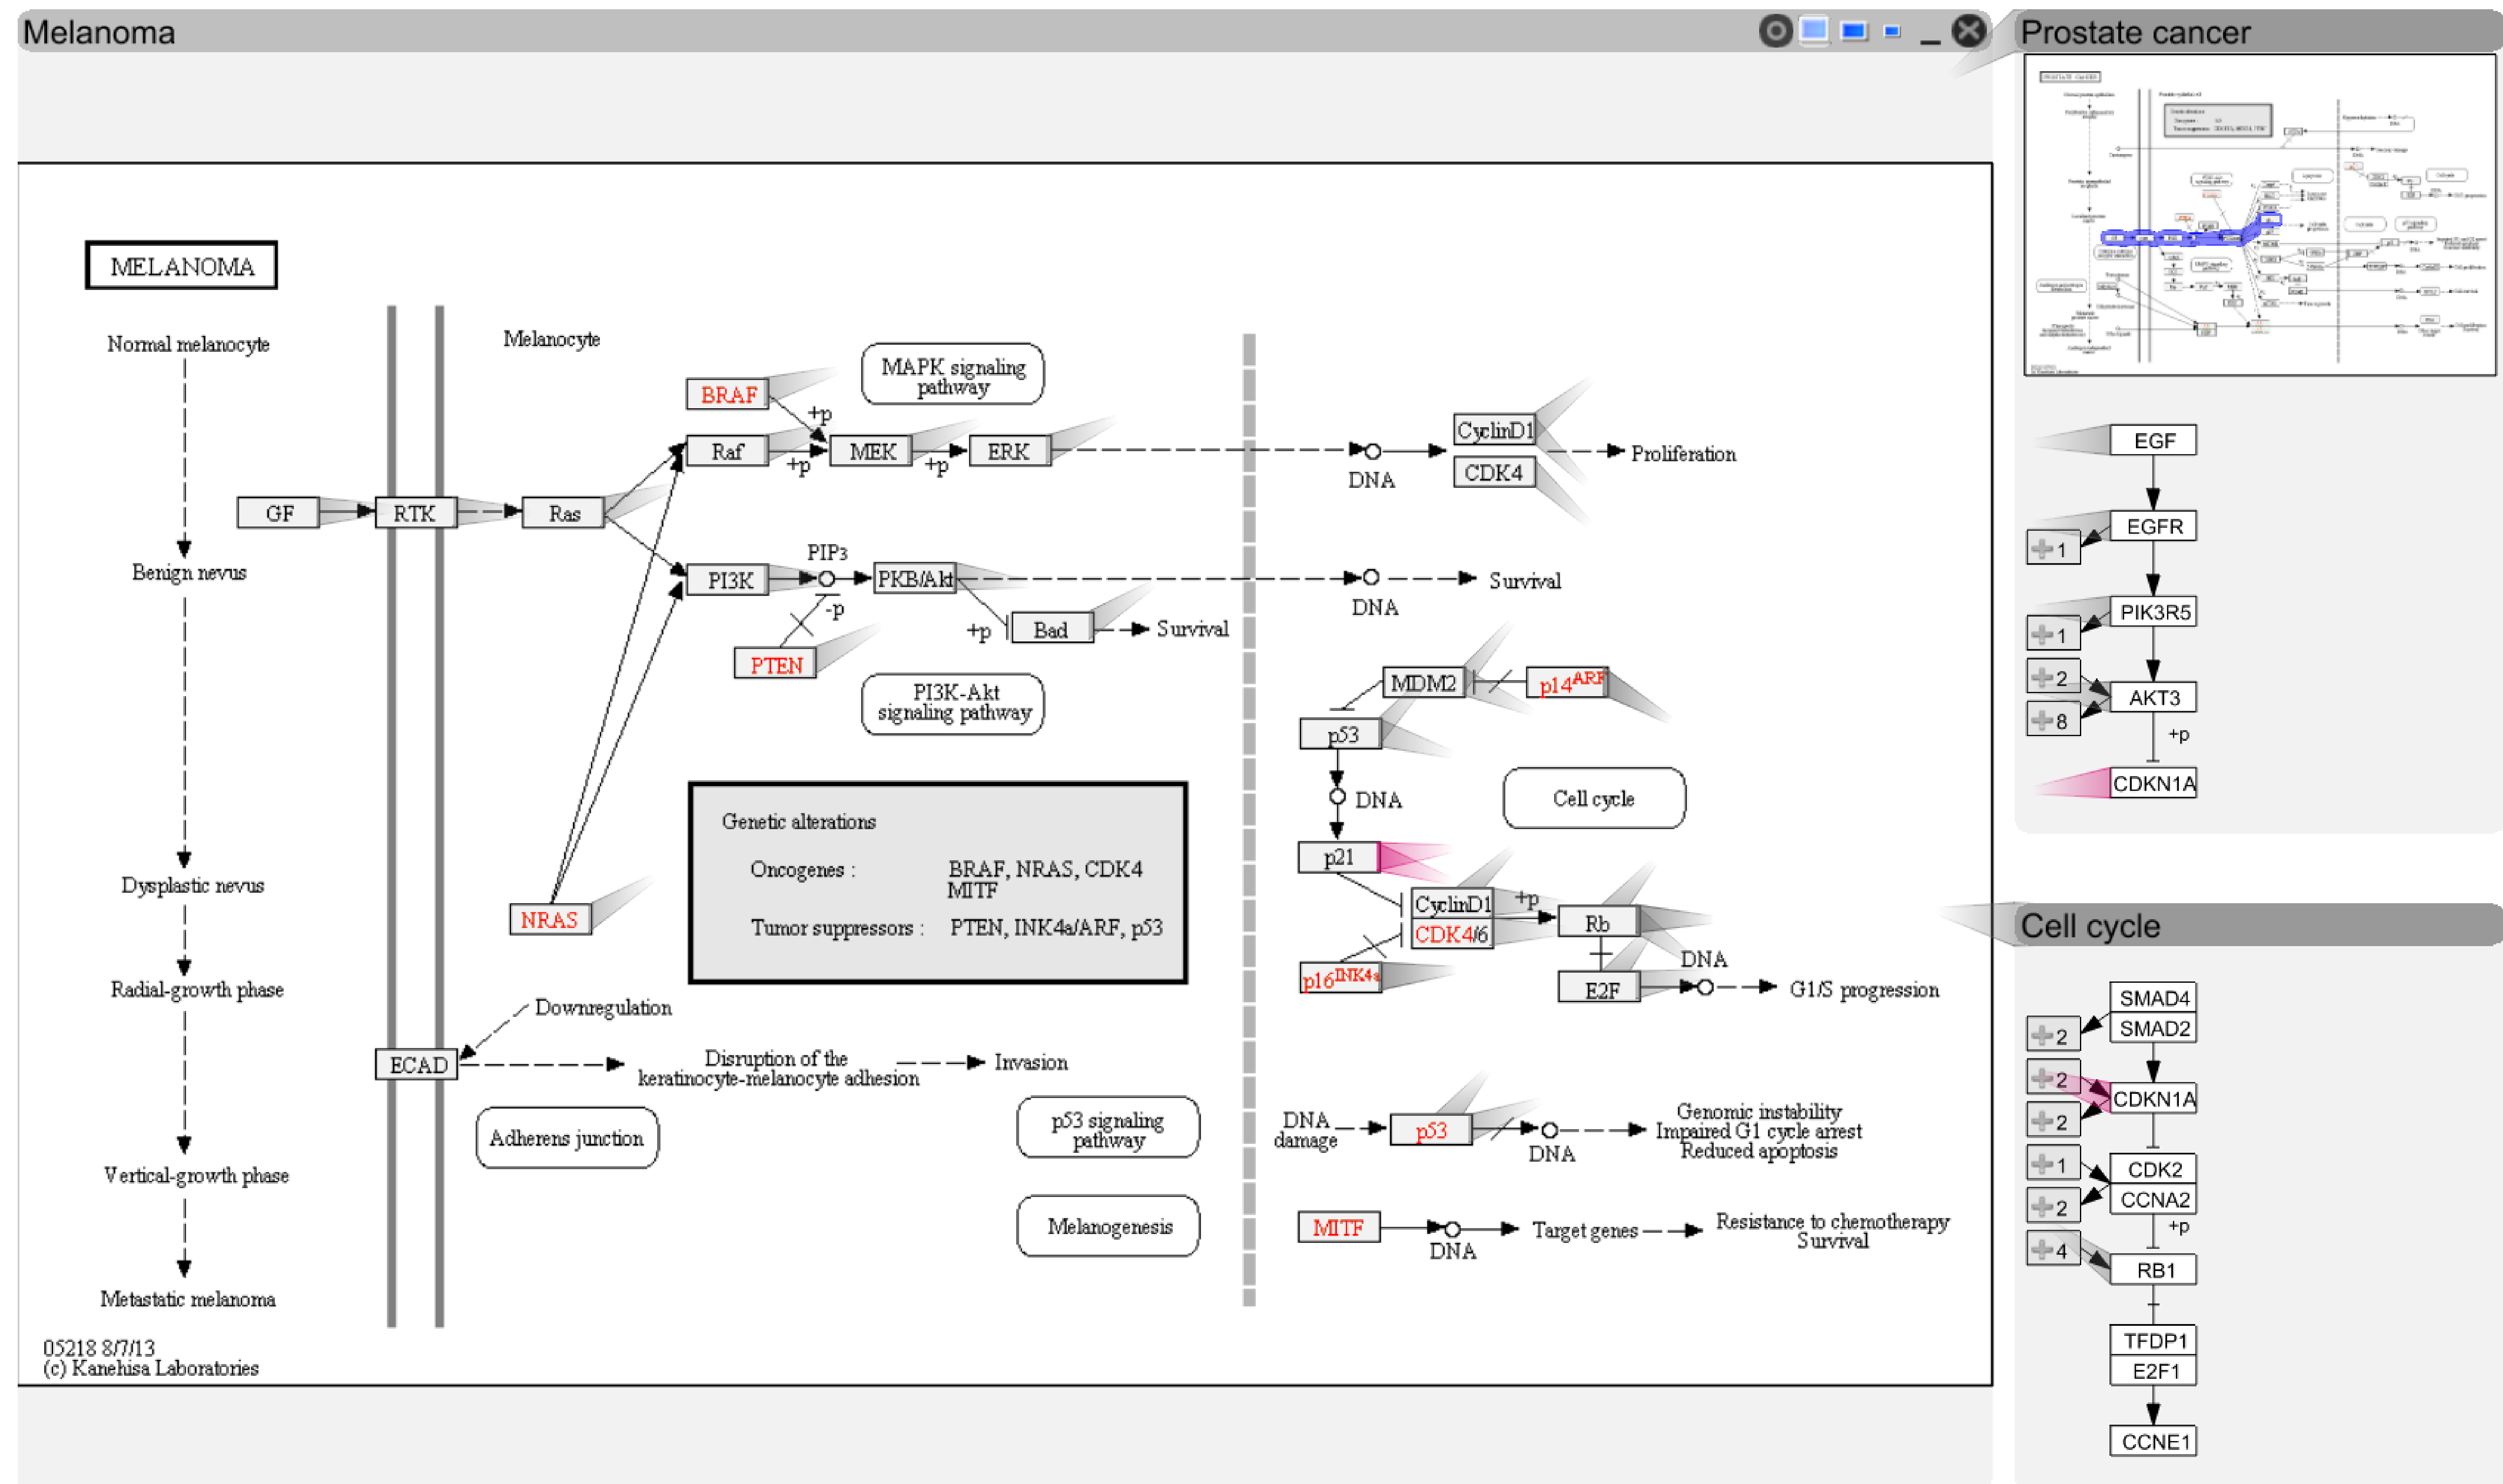 Melanoma
MELANOMA
Normal melanocyte
Benign nevus
Dysplastic nevus
Radial-growth phase
Vertical-growth phase
Metastatic melanoma
Melanocyte
BRAF
MAPK signaling
pathway
+p
Raf
+p
MEK
+p
ERK
DNA
CyclinD1
CDK4
Proliferation
GF
RTK
Ras
PI3K
PIP3
-p
PKB/Akt
DNA
Survival
+p
Bad
Survival
PTEN
PI3K-Akt
signaling pathway
MDM2
p14ARF
p53
DNA
Cell cycle
p21
CyclinD1
CDK4/6
+p
Rb
p16INK4a
E2F
DNA
G1/S progression
Genetic alterations
Oncogenes : BRAF, NRAS, CDK4
MITF
Tumor suppressors : PTEN, INK4a/ARF, p53
NRAS
Downregulation
ECAD
Disruption of the
keratinocyte-melanocyte adhesion
Invasion
Adherens junction
p53 signaling
pathway
Melanogenesis
DNA
damage
p53
DNA
Genomic instability
Impaired G1 cycle arrest
Reduced apoptosis
MITF
DNA
Target genes
Resistance to chemotherapy
Survival
05218 8/7/13
(c) Kanehisa Laboratories
Prostate cancer
PROSTATE CANCER
EGF
EGFR
1
PIK3R5
1
2
AKT3
8
+p
CDKN1A
Cell cycle
SMAD4
SMAD2
2
2
CDKN1A
2
1
CDK2
CCNA2
2
+p
4
RB1
TFDP1
E2F1
CCNE1